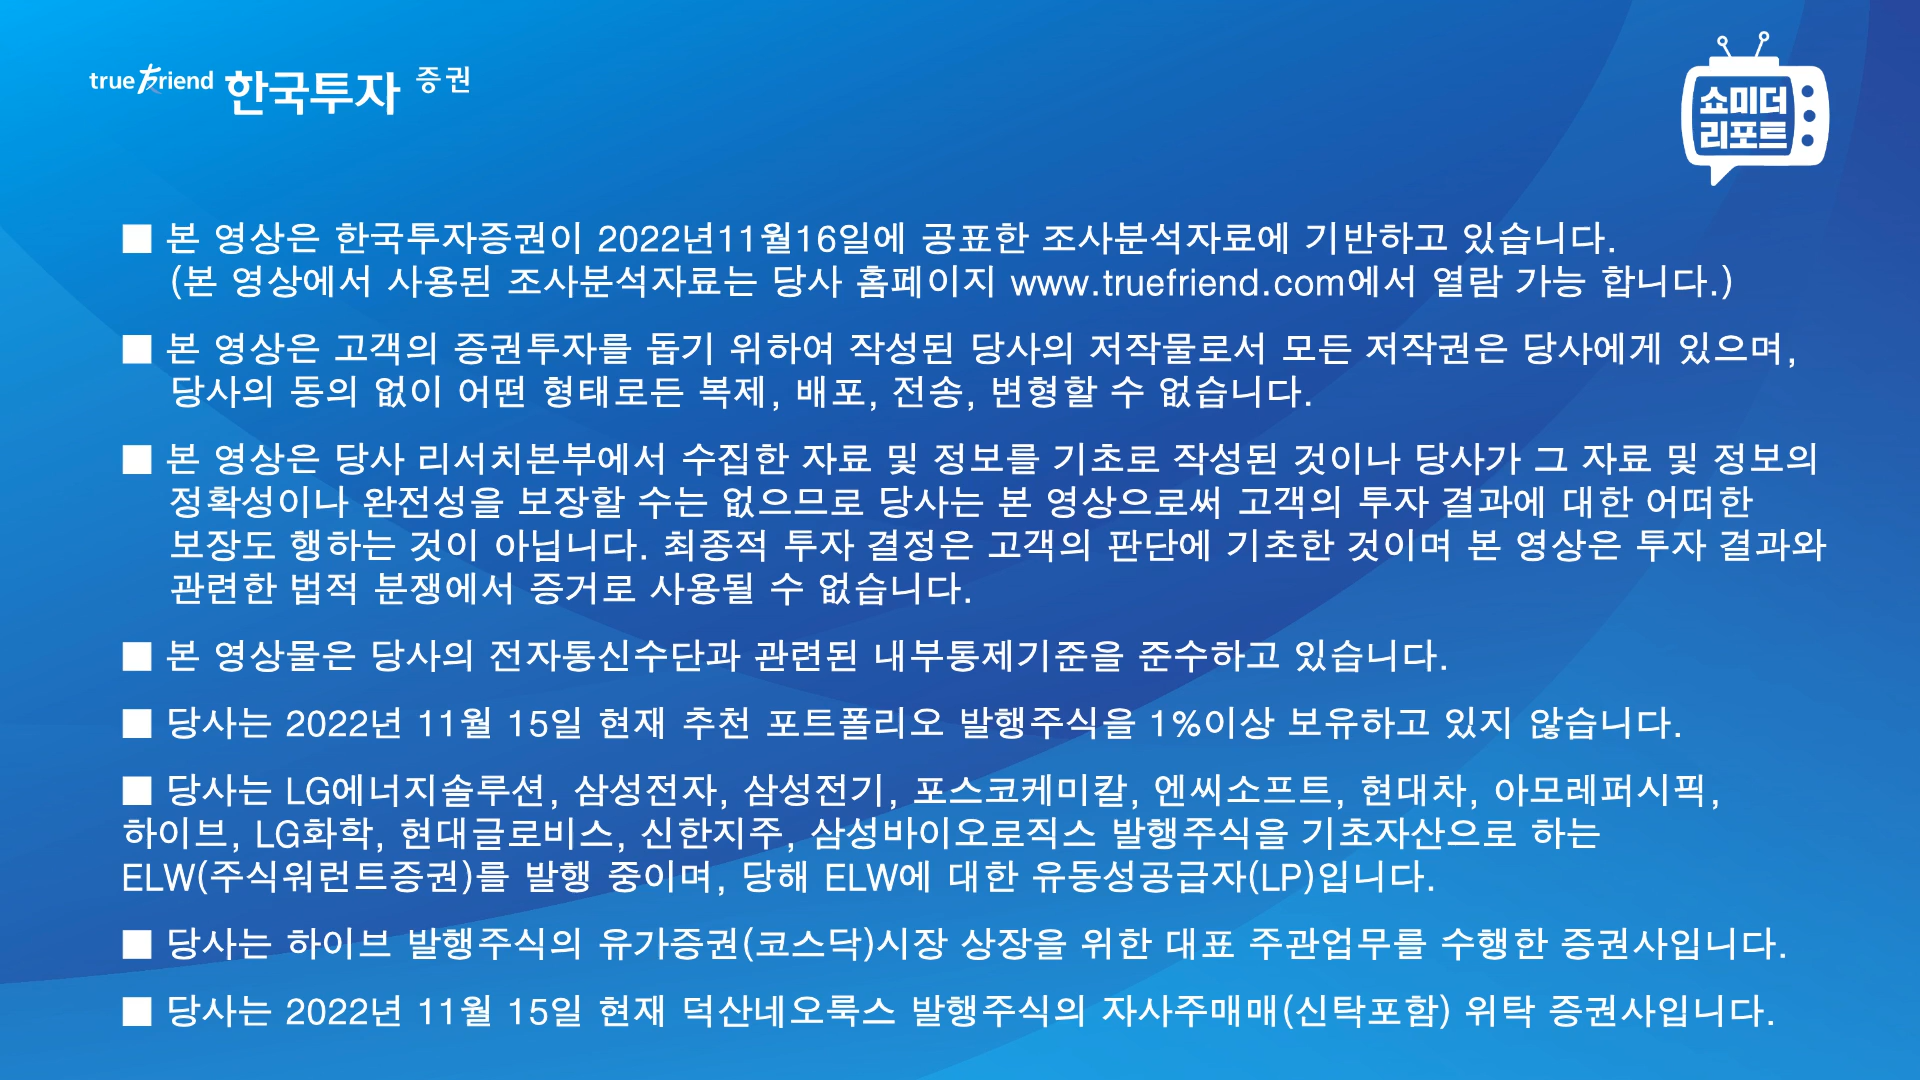 true友riend 한국투자 증권
쇼미더
리포트
■ 본 영상은 한국투자증권이 2022년11월16일에 공표한 조사분석자료에 기반하고 있습니다.
(본 영상에서 사용된 조사분석자료는 당사 홈페이지 www.truefriend.com에서 열람 가능 합니다.)
■ 본 영상은 고객의 증권투자를 돕기 위하여 작성된 당사의 저작물로서 모든 저작권은 당사에게 있으며,
당사의 동의 없이 어떤 형태로든 복제, 배포, 전송, 변형할 수 없습니다.
■ 본 영상은 당사 리서치본부에서 수집한 자료 및 정보를 기초로 작성된 것이나 당사가 그 자료 및 정보의
정확성이나 완전성을 보장할 수는 없으므로 당사는 본 영상으로써 고객의 투자 결과에 대한 어떠한
보장도 행하는 것이 아닙니다. 최종적 투자 결정은 고객의 판단에 기초한 것이며 본 영상은 투자 결과와
관련한 법적 분쟁에서 증거로 사용될 수 없습니다.
■ 본 영상물은 당사의 전자통신수단과 관련된 내부통제기준을 준수하고 있습니다.
■ 당사는 2022년 11월 15일 현재 추천 포트폴리오 발행주식을 1%이상 보유하고 있지 않습니다.
■ 당사는 LG에너지솔루션, 삼성전자, 삼성전기, 포스코케미칼, 엔씨소프트, 현대차, 아모레퍼시픽,
하이브, LG화학, 현대글로비스, 신한지주, 삼성바이오로직스 발행주식을 기초자산으로 하는
ELW(주식워런트증권)를 발행 중이며, 당해 ELW에 대한 유동성공급자(LP)입니다.
■ 당사는 하이브 발행주식의 유가증권(코스닥)시장 상장을 위한 대표 주관업무를 수행한 증권사입니다.
■ 당사는 2022년 11월 15일 현재 덕산네오룩스 발행주식의 자사주매매(신탁포함) 위탁 증권사입니다.